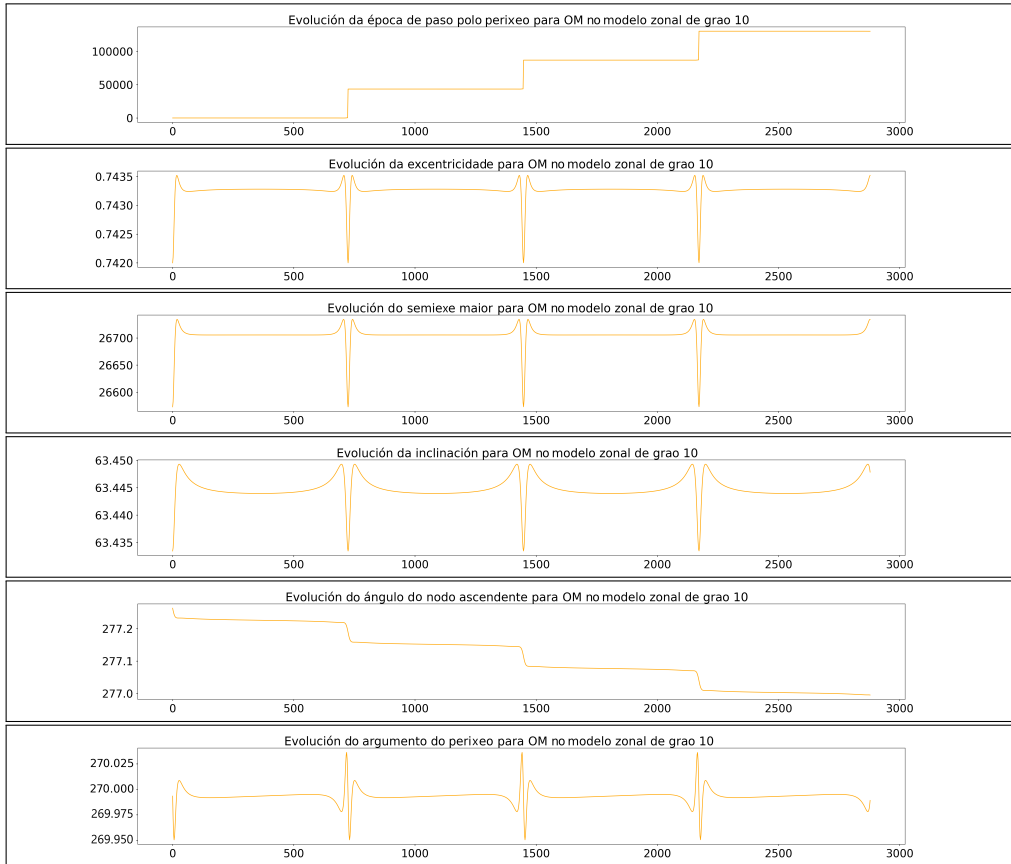 Evolución da época de paso polo perixeo para OM no modelo zonal de grao 10
100000
50000
0
0 500 1000 1500 2000 2500 3000
Evolución da excentricidade para OM no modelo zonal de grao 10
0.7435
0.7430
0.7425
0.7420
0 500 1000 1500 2000 2500 3000
Evolución do semiexe maior para OM no modelo zonal de grao 10
26700
26650
26600
0 500 1000 1500 2000 2500 3000
Evolución da inclinación para OM no modelo zonal de grao 10
63.450
63.445
63.440
63.435
0 500 1000 1500 2000 2500 3000
Evolución do ángulo do nodo ascendente para OM no modelo zonal de grao 10
277.2
277.1
277.0
0 500 1000 1500 2000 2500 3000
Evolución do argumento do perixeo para OM no modelo zonal de grao 10
270.025
270.000
269.975
269.950
0 500 1000 1500 2000 2500 3000